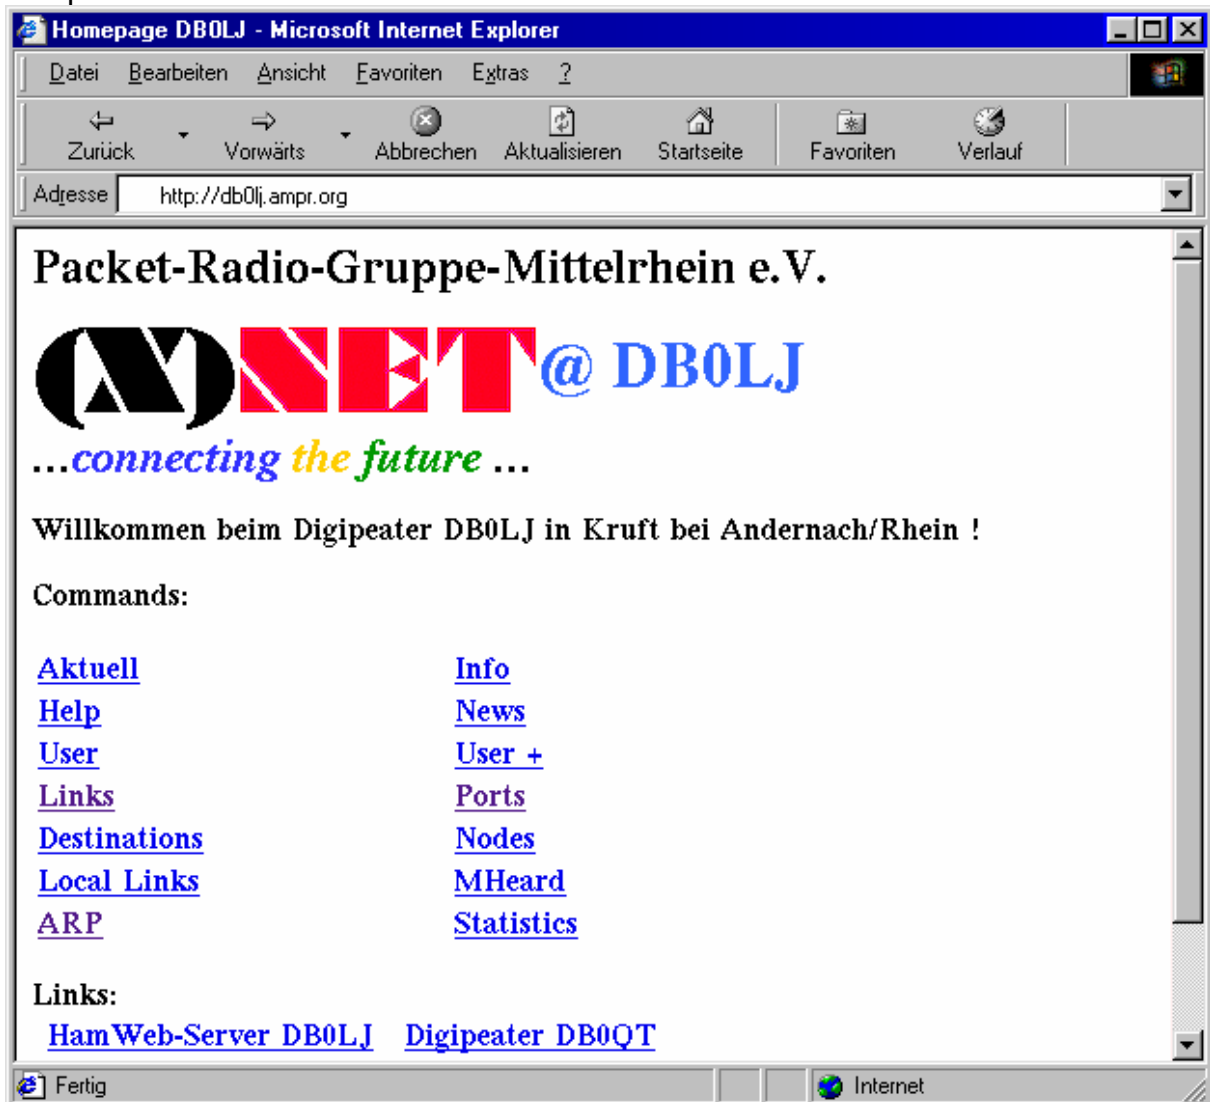 Homepage DB0LJ - Microsoft Internet Explorer
Datei Bearbeiten Ansicht Favoriten Extras ?
Zurück Vorwärts Abbrechen Aktualisieren Startseite Favoriten Verlauf
Adresse http://db0lj.ampr.org
Packet-Radio-Gruppe-Mittelrhein e.V.
(X)NET @ DB0LJ
...connecting the future ...
Willkommen beim Digipeater DB0LJ in Kruft bei Andernach/Rhein !
Commands:
Aktuell Info
Help News
User User +
Links Ports
Destinations Nodes
Local Links MHeard
ARP Statistics
Links:
HamWeb-Server DB0LJ Digipeater DB0QT
Fertig Internet